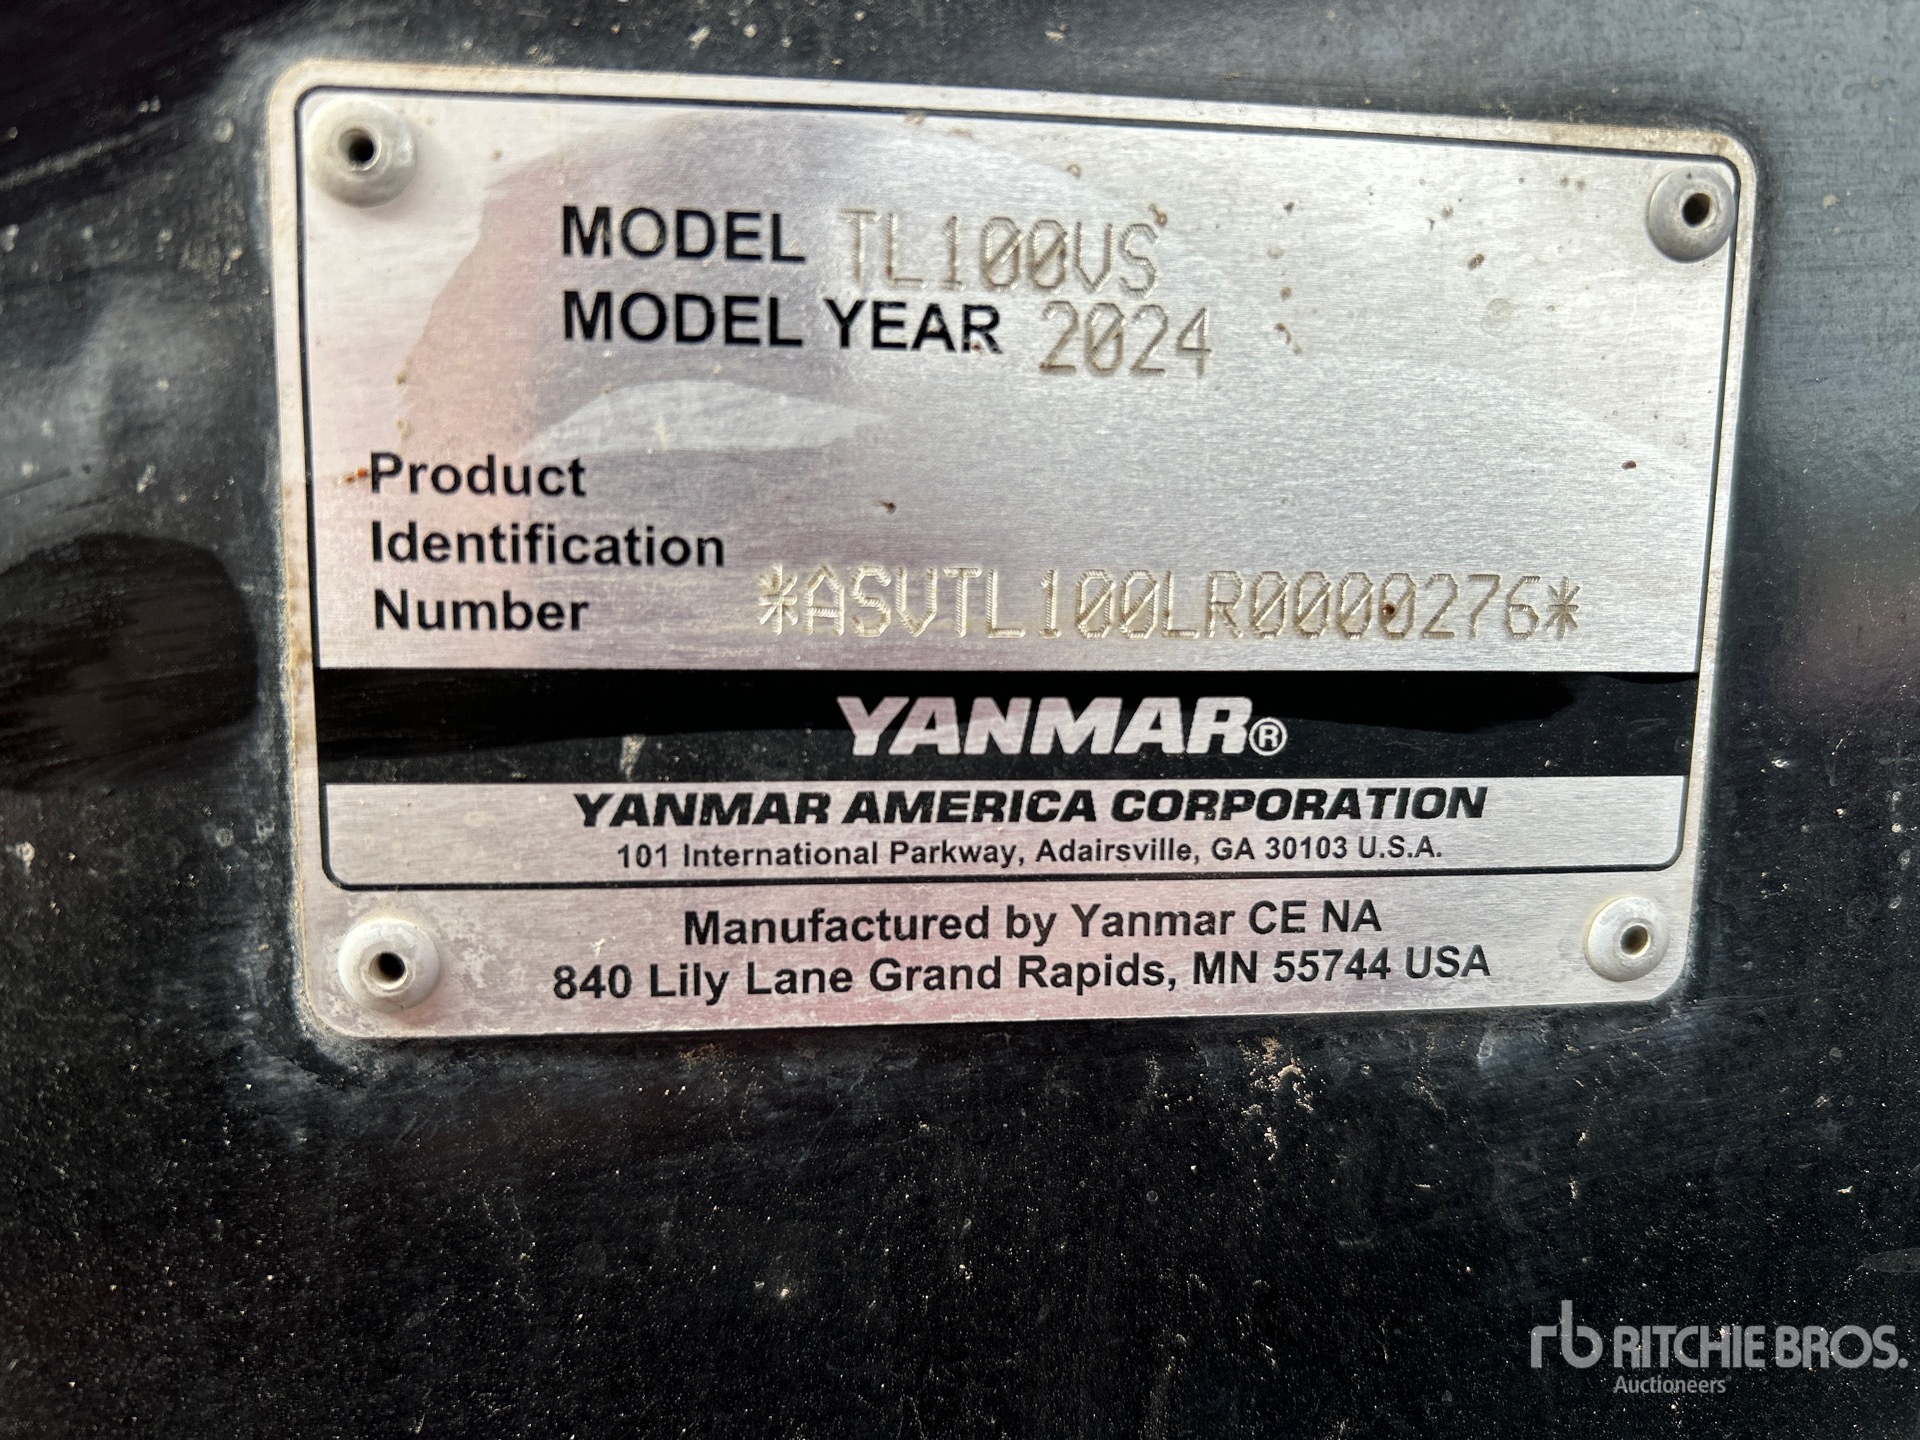 MODEL TL100VS
MODEL YEAR 2024
Product
Identification
Number *ASVTL100LR0000276*
YANMAR®
YANMAR AMERICA CORPORATION
101 International Parkway, Adairsville, GA 30103 U.S.A.
Manufactured by Yanmar CE NA
840 Lily Lane Grand Rapids, MN 55744 USA
rb RITCHIE BROS.
Auctioneers